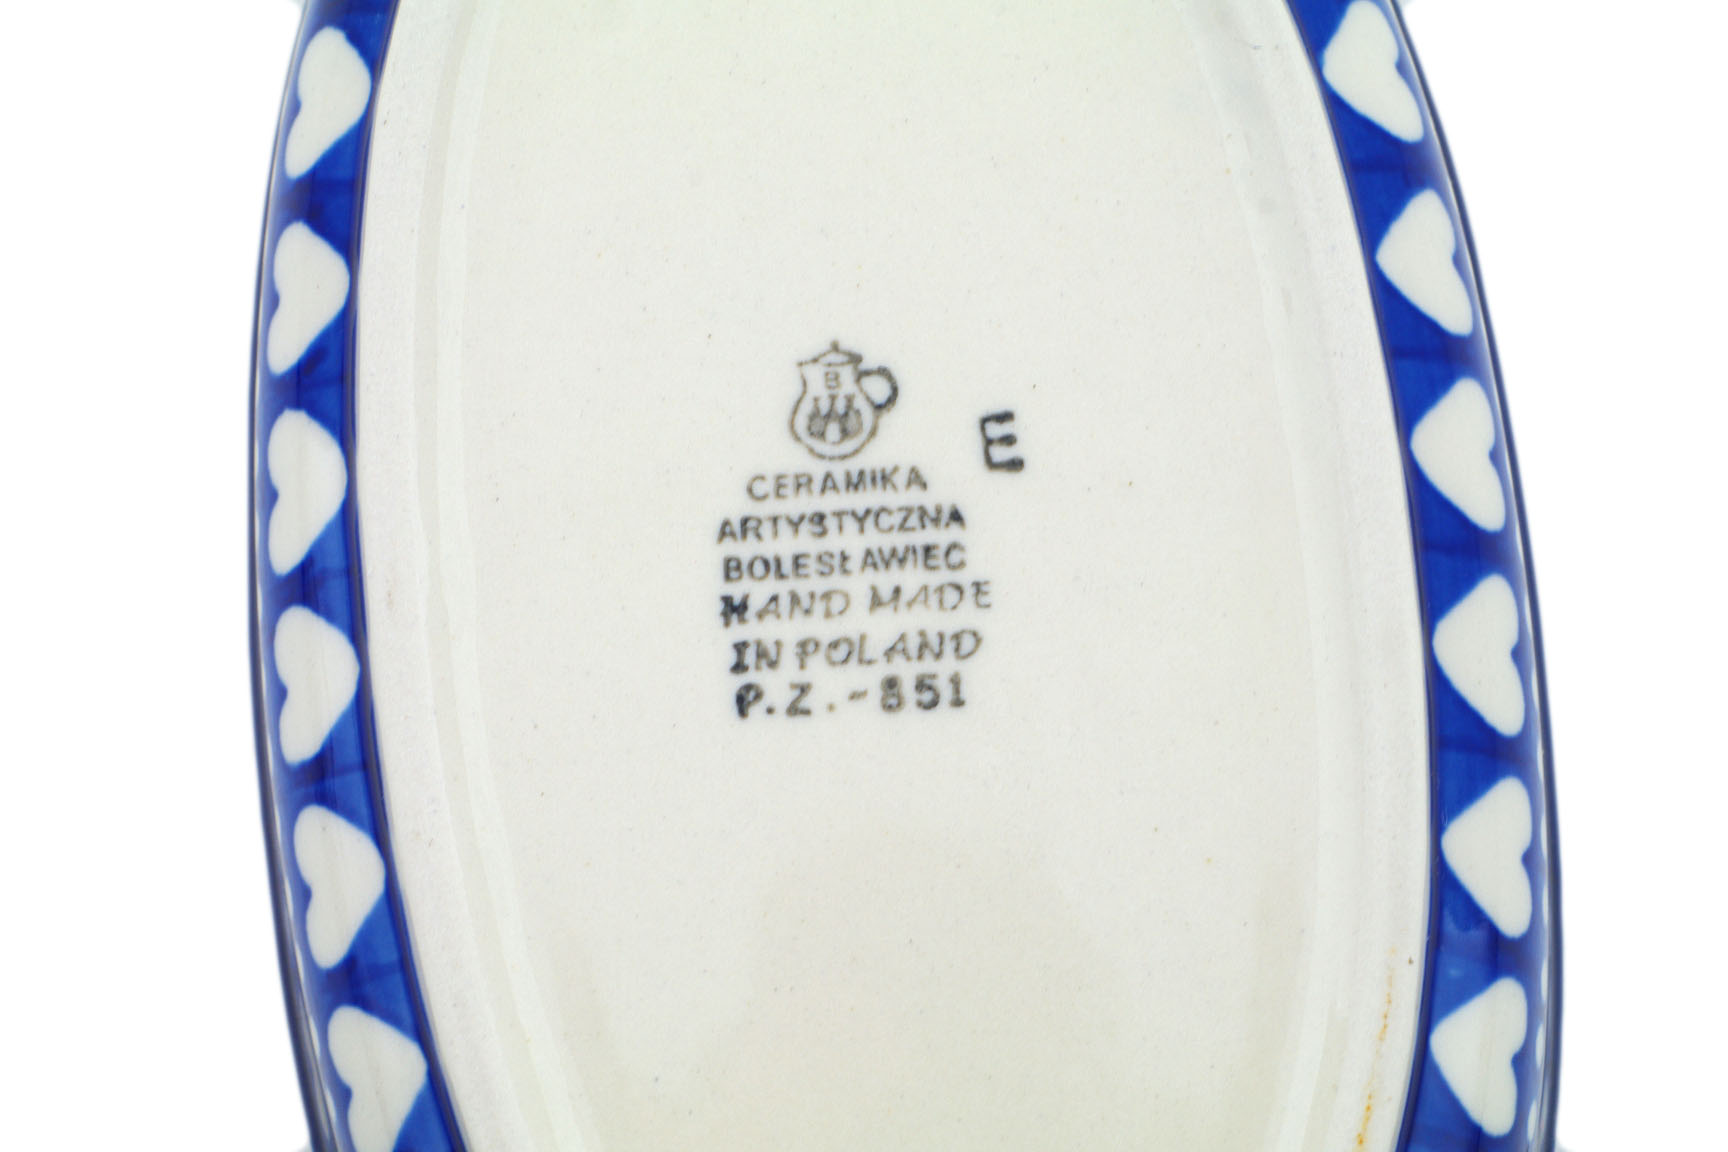 B
E
CERAMIKA
ARTYSTYCZNA
BOLESŁAWIEC
HAND MADE
IN POLAND
P.Z.-851